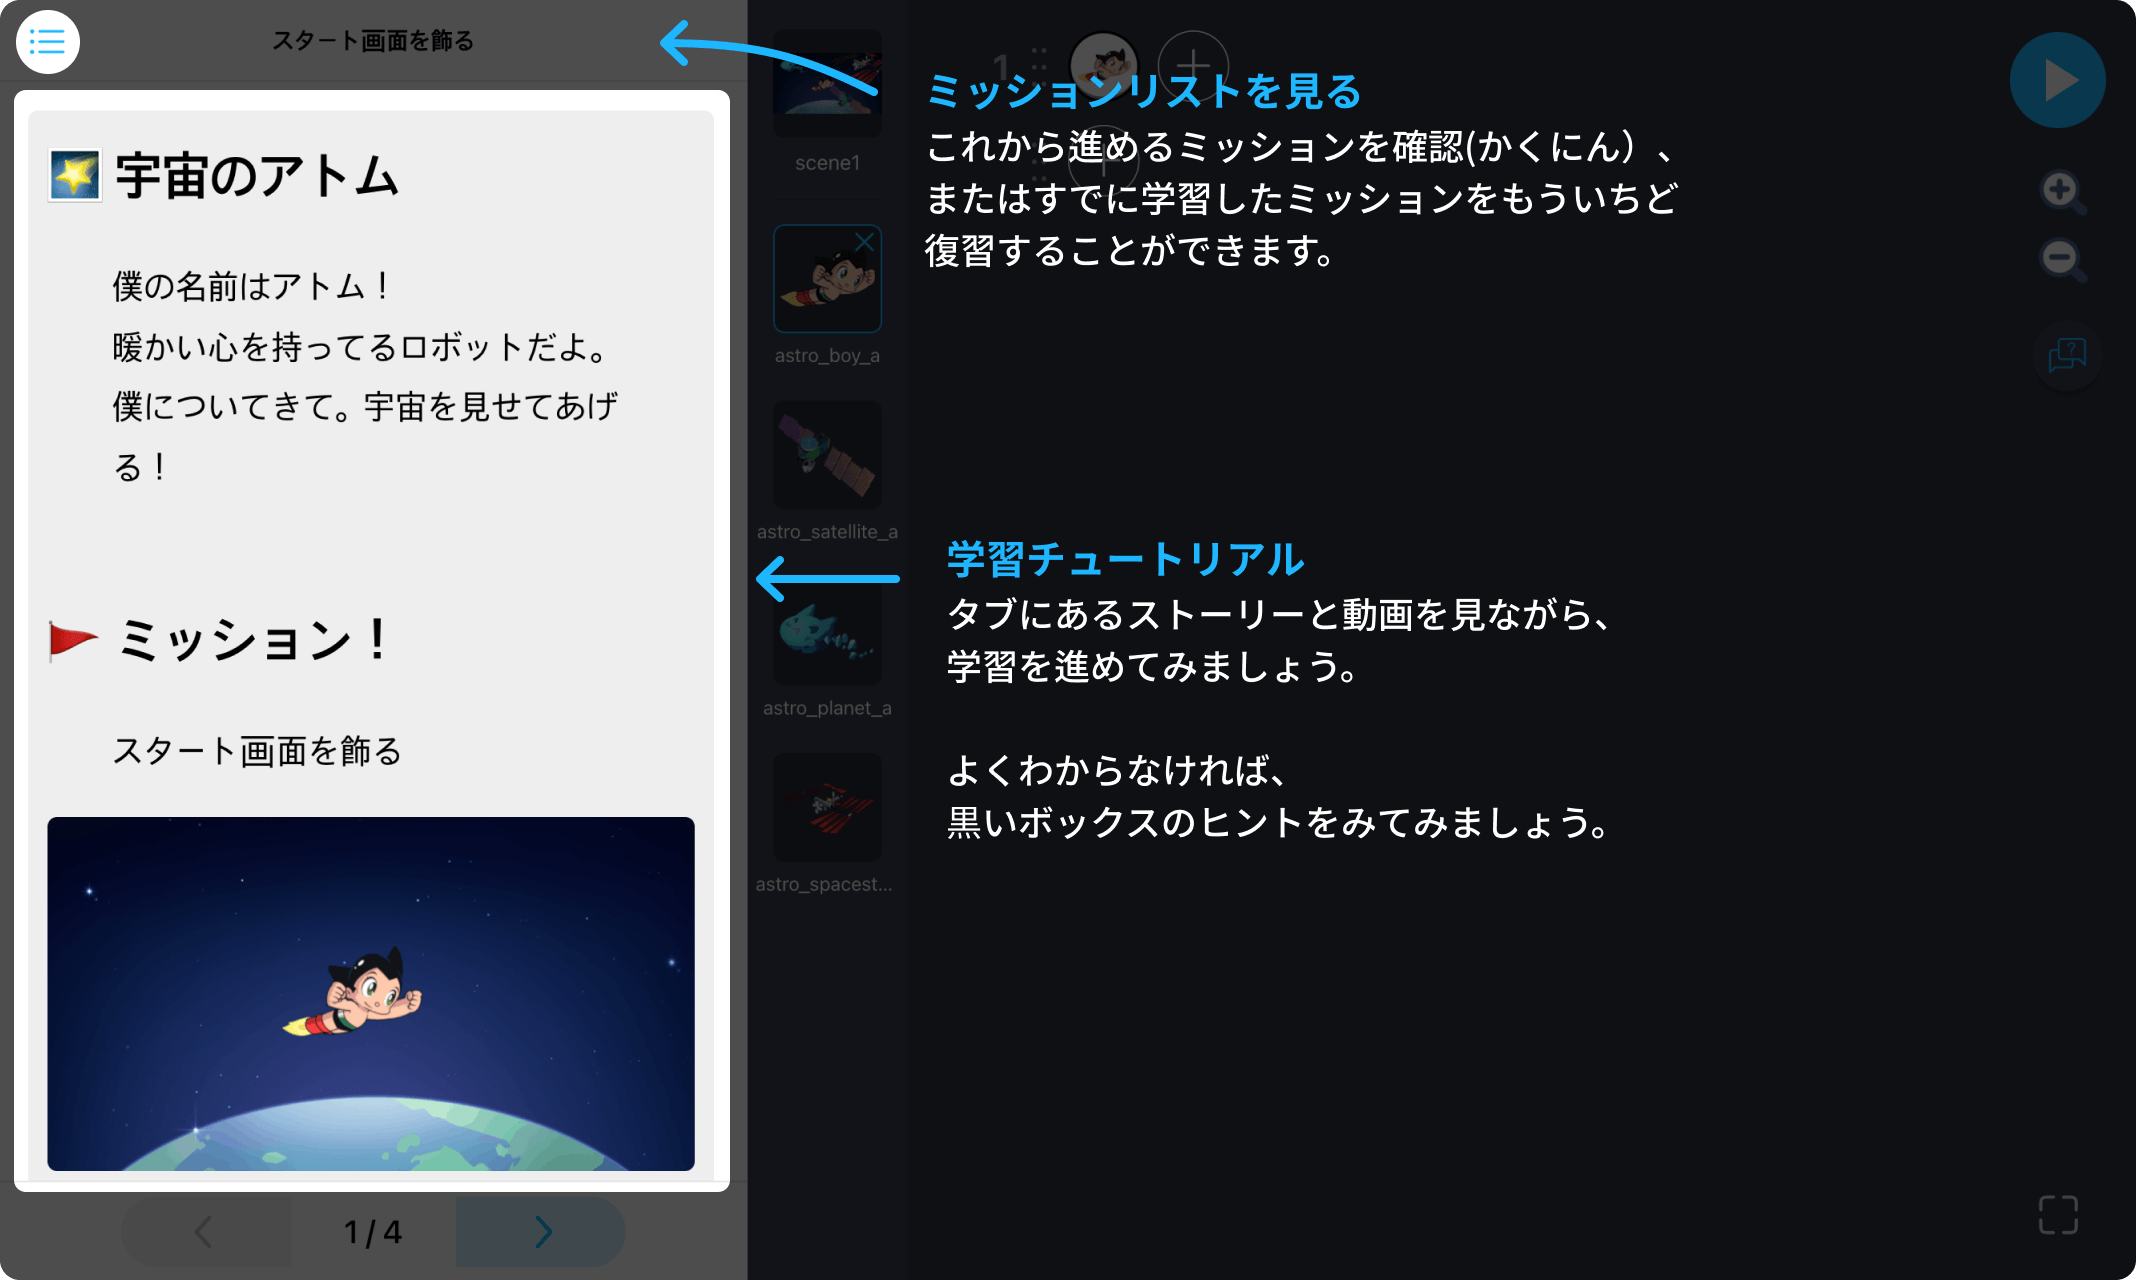 スタート画面を飾る
宇宙のアトム
僕の名前はアトム！
暖かい心を持ってるロボットだよ。
僕についてきて。宇宙を見せてあげ
る！
ミッション！
スタート画面を飾る
1 / 4
scene1
astro_boy_a
astro_satellite_a
astro_planet_a
astro_spacest...
1
ミッションリストを見る
これから進めるミッションを確認(かくにん）、
またはすでに学習したミッションをもういちど
復習することができます。
学習チュートリアル
タブにあるストーリーと動画を見ながら、
学習を進めてみましょう。
よくわからなければ、
黒いボックスのヒントをみてみましょう。
?